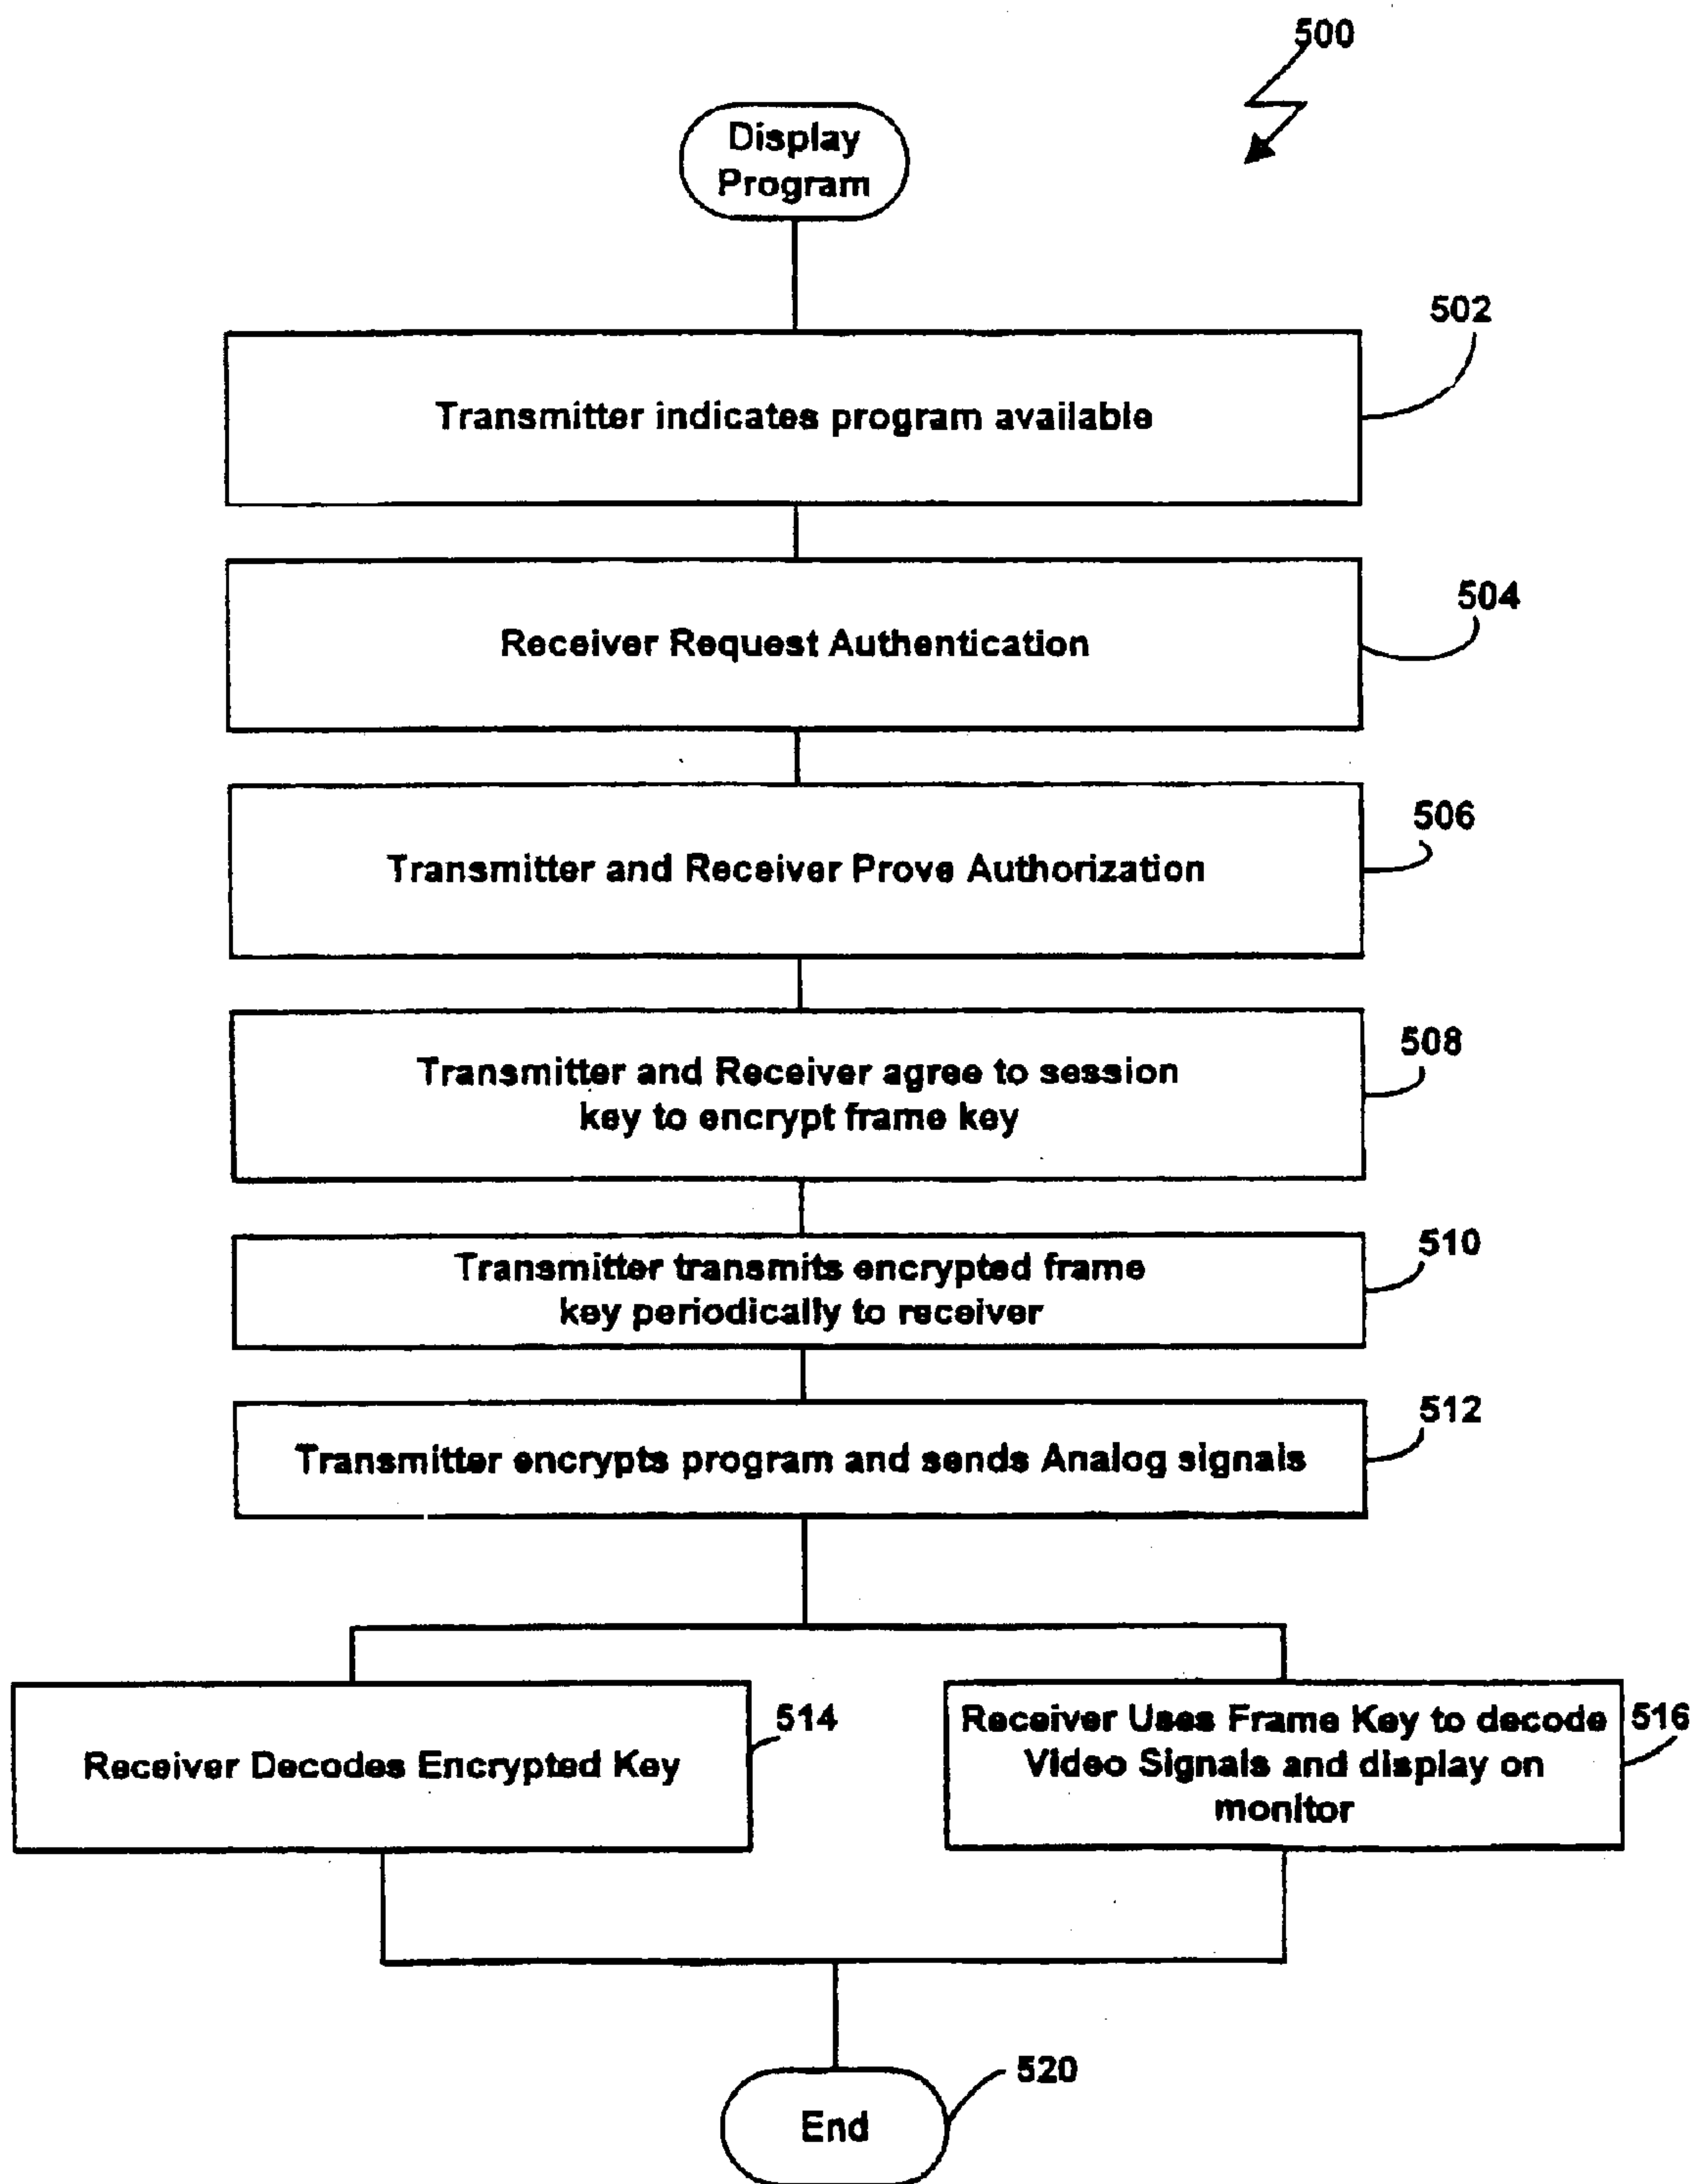 500
Display
Program
502
Transmitter indicates program available
504
Receiver Request Authentication
506
Transmitter and Receiver Prove Authorization
508
Transmitter and Receiver agree to session
key to encrypt frame key
510
Transmitter transmits encrypted frame
key periodically to receiver
512
Transmitter encrypts program and sends Analog signals
514
Receiver Decodes Encrypted Key
516
Receiver Uses Frame Key to decode
Video Signals and display on
monitor
520
End